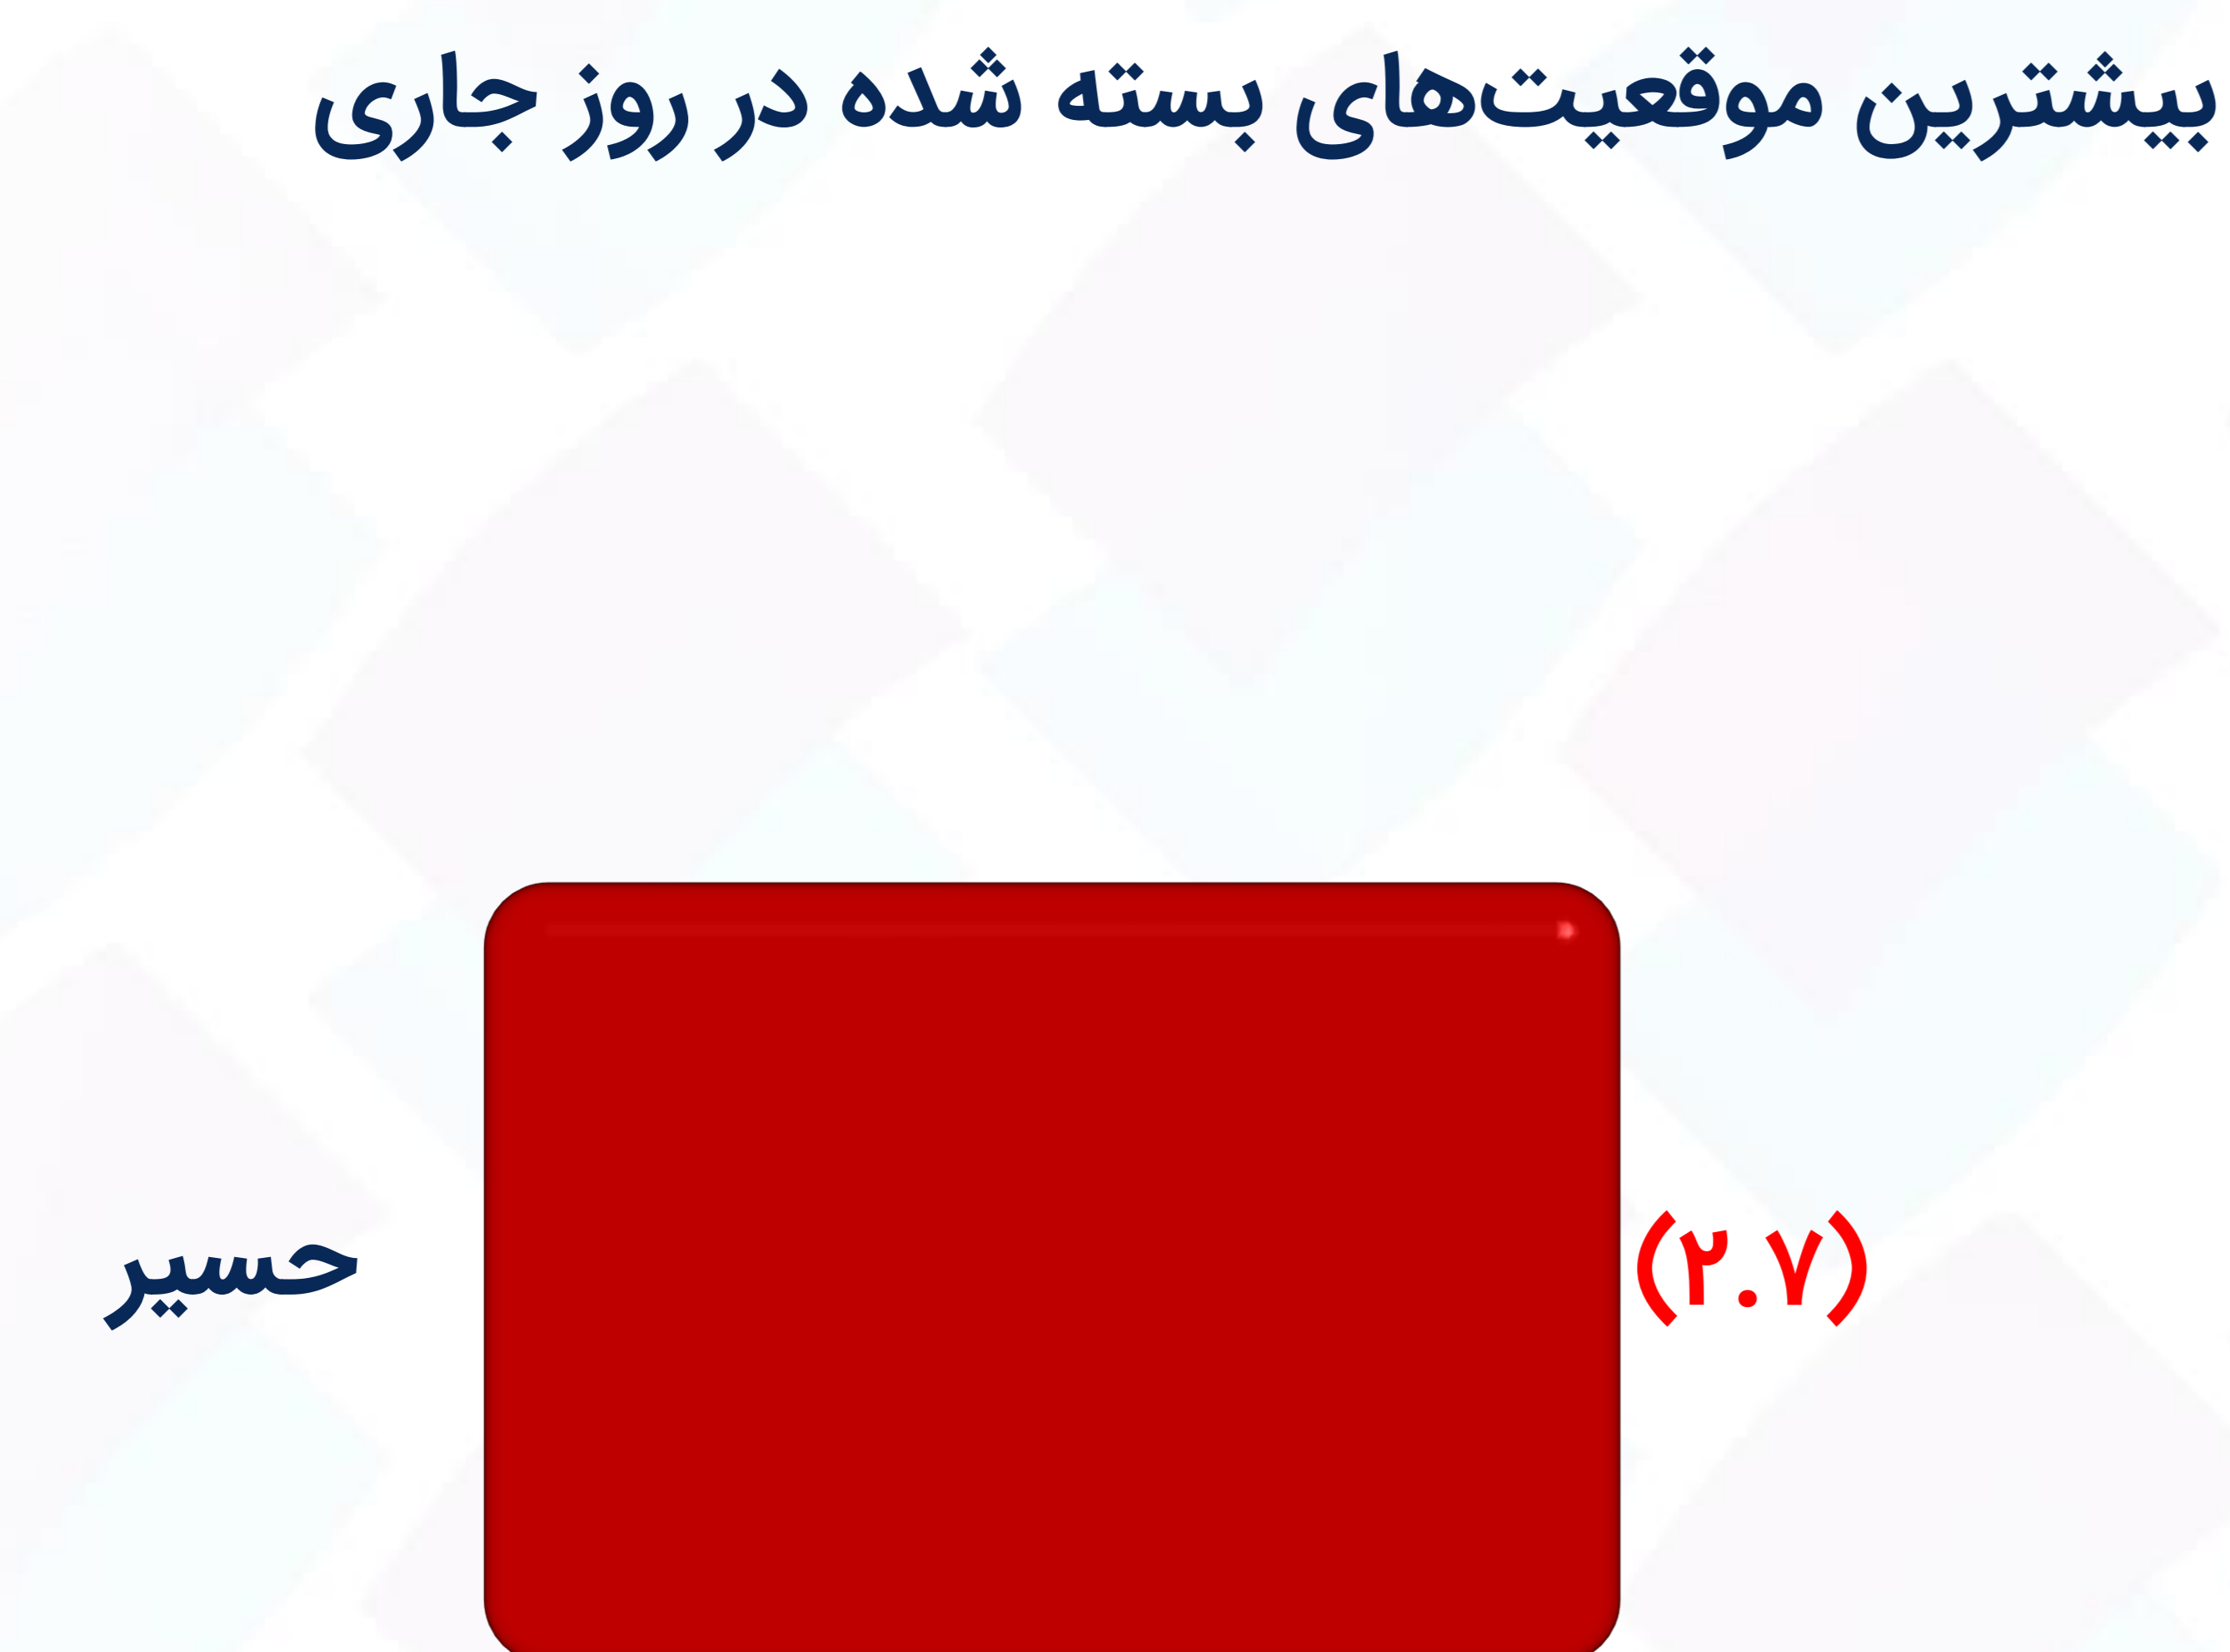 بیشترین موقعیت‌های بسته شده در روز جاری
حسیر
(۲.۷)